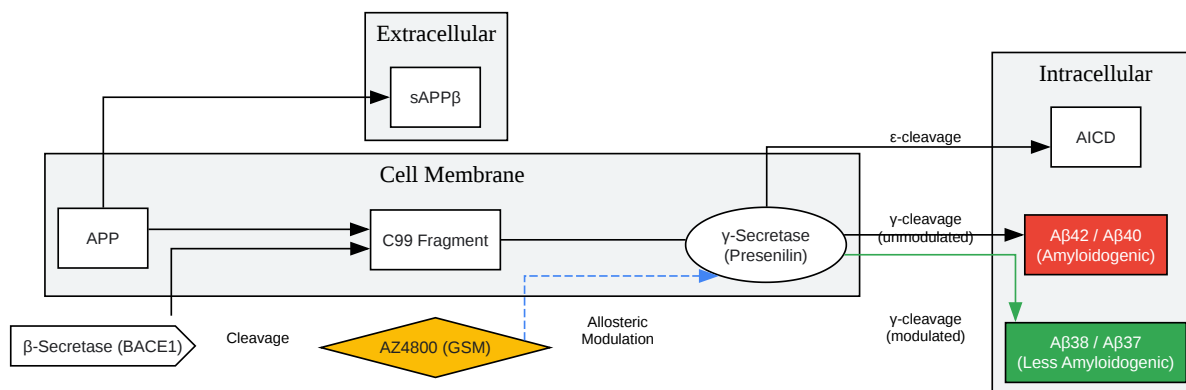 Extracellular
sAPPβ
Intracellular
AICD
ε-cleavage
Cell Membrane
APP
C99 Fragment
γ-Secretase
(Presenilin)
γ-cleavage
(unmodulated)
Aβ42 / Aβ40
(Amyloidogenic)
β-Secretase (BACE1)
Cleavage
AZ4800 (GSM)
Allosteric
Modulation
γ-cleavage
(modulated)
Aβ38 / Aβ37
(Less Amyloidogenic)